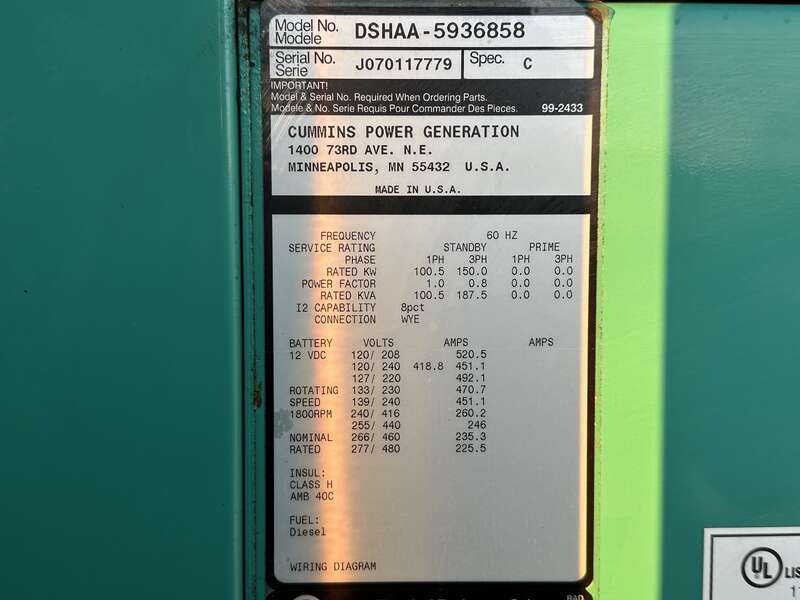 Model No. DSHAA-5936858
Modele
Serial No. J070117779 Spec. C
Serie
IMPORTANT!
Model & Serial No. Required When Ordering Parts.
Modele & No. Serie Requis Pour Commander Des Pieces. 99-2433
CUMMINS POWER GENERATION
1400 73RD AVE. N.E.
MINNEAPOLIS, MN 55432 U.S.A.
MADE IN U.S.A.
FREQUENCY 60 HZ
SERVICE RATING STANDBY PRIME
PHASE 1PH 3PH 1PH 3PH
RATED KW 100.5 150.0 0.0 0.0
POWER FACTOR 1.0 0.8 0.0 0.0
RATED KVA 100.5 187.5 0.0 0.0
I2 CAPABILITY 8pct
CONNECTION WYE
BATTERY VOLTS AMPS AMPS
12 VDC 120/ 208 520.5
120/ 240 418.8 451.1
127/ 220 492.1
ROTATING 133/ 230 470.7
SPEED 139/ 240 451.1
1800RPM 240/ 416 260.2
255/ 440 246
NOMINAL 266/ 460 235.3
RATED 277/ 480 225.5
INSUL:
CLASS H
AMB 40C
FUEL:
Diesel
WIRING DIAGRAM
UL LIS